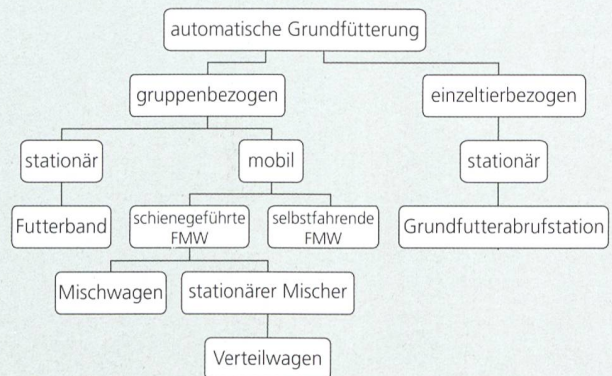 automatische Grundfütterung
gruppenbezogen
einzeltierbezogen
stationär
mobil
stationär
Futterband
schienegeführte
FMW
selbstfahrende
FMW
Grundfutterabrufstation
Mischwagen
stationärer Mischer
Verteilwagen